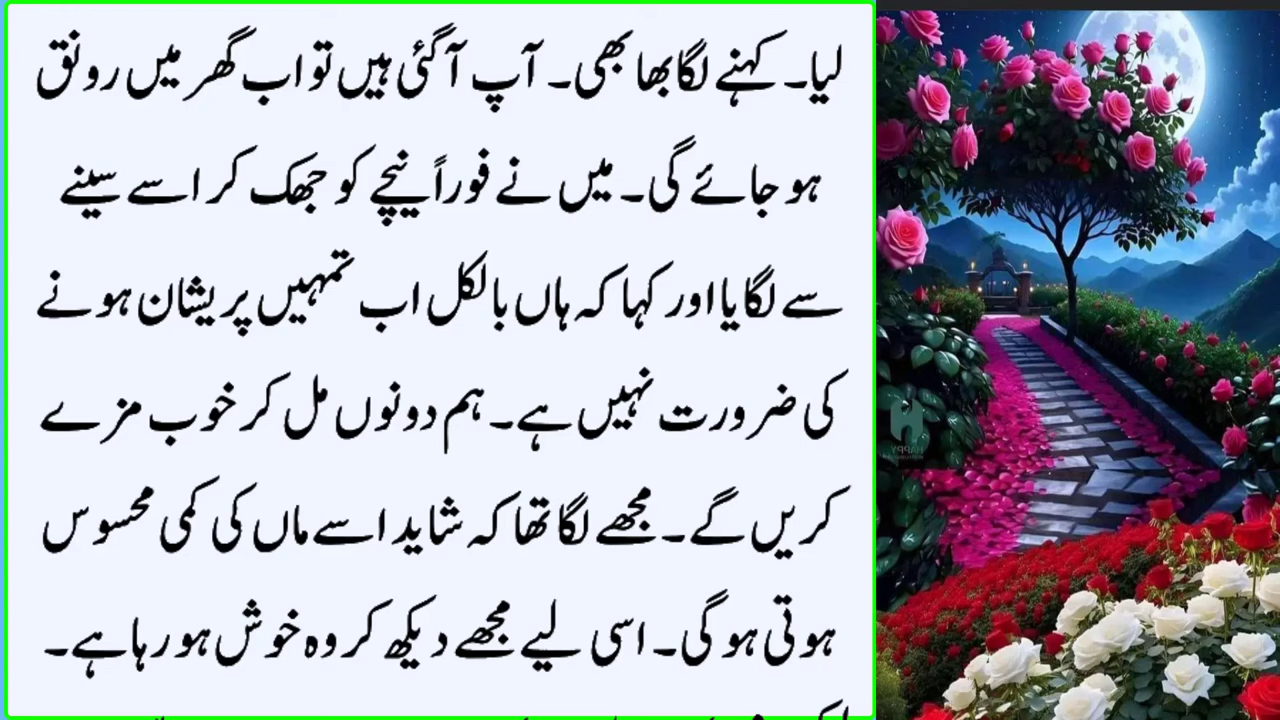 لیا۔ کہنے لگا بھابھی۔ آپ آگئی ہیں تو اب گھر میں رونق
ہو جائے گی۔ میں نے فوراً نیچے کو جھک کر اسے سینے
سے لگایا اور کہا کہ ہاں بالکل اب تمہیں پریشان ہونے
کی ضرورت نہیں ہے۔ ہم دونوں مل کر خوب مزے
کریں گے۔ مجھے لگا تھا کہ شاید اسے ماں کی کمی محسوس
ہوتی ہوگی۔ اسی لیے مجھے دیکھ کر وہ خوش ہو رہا ہے۔
HAPPY